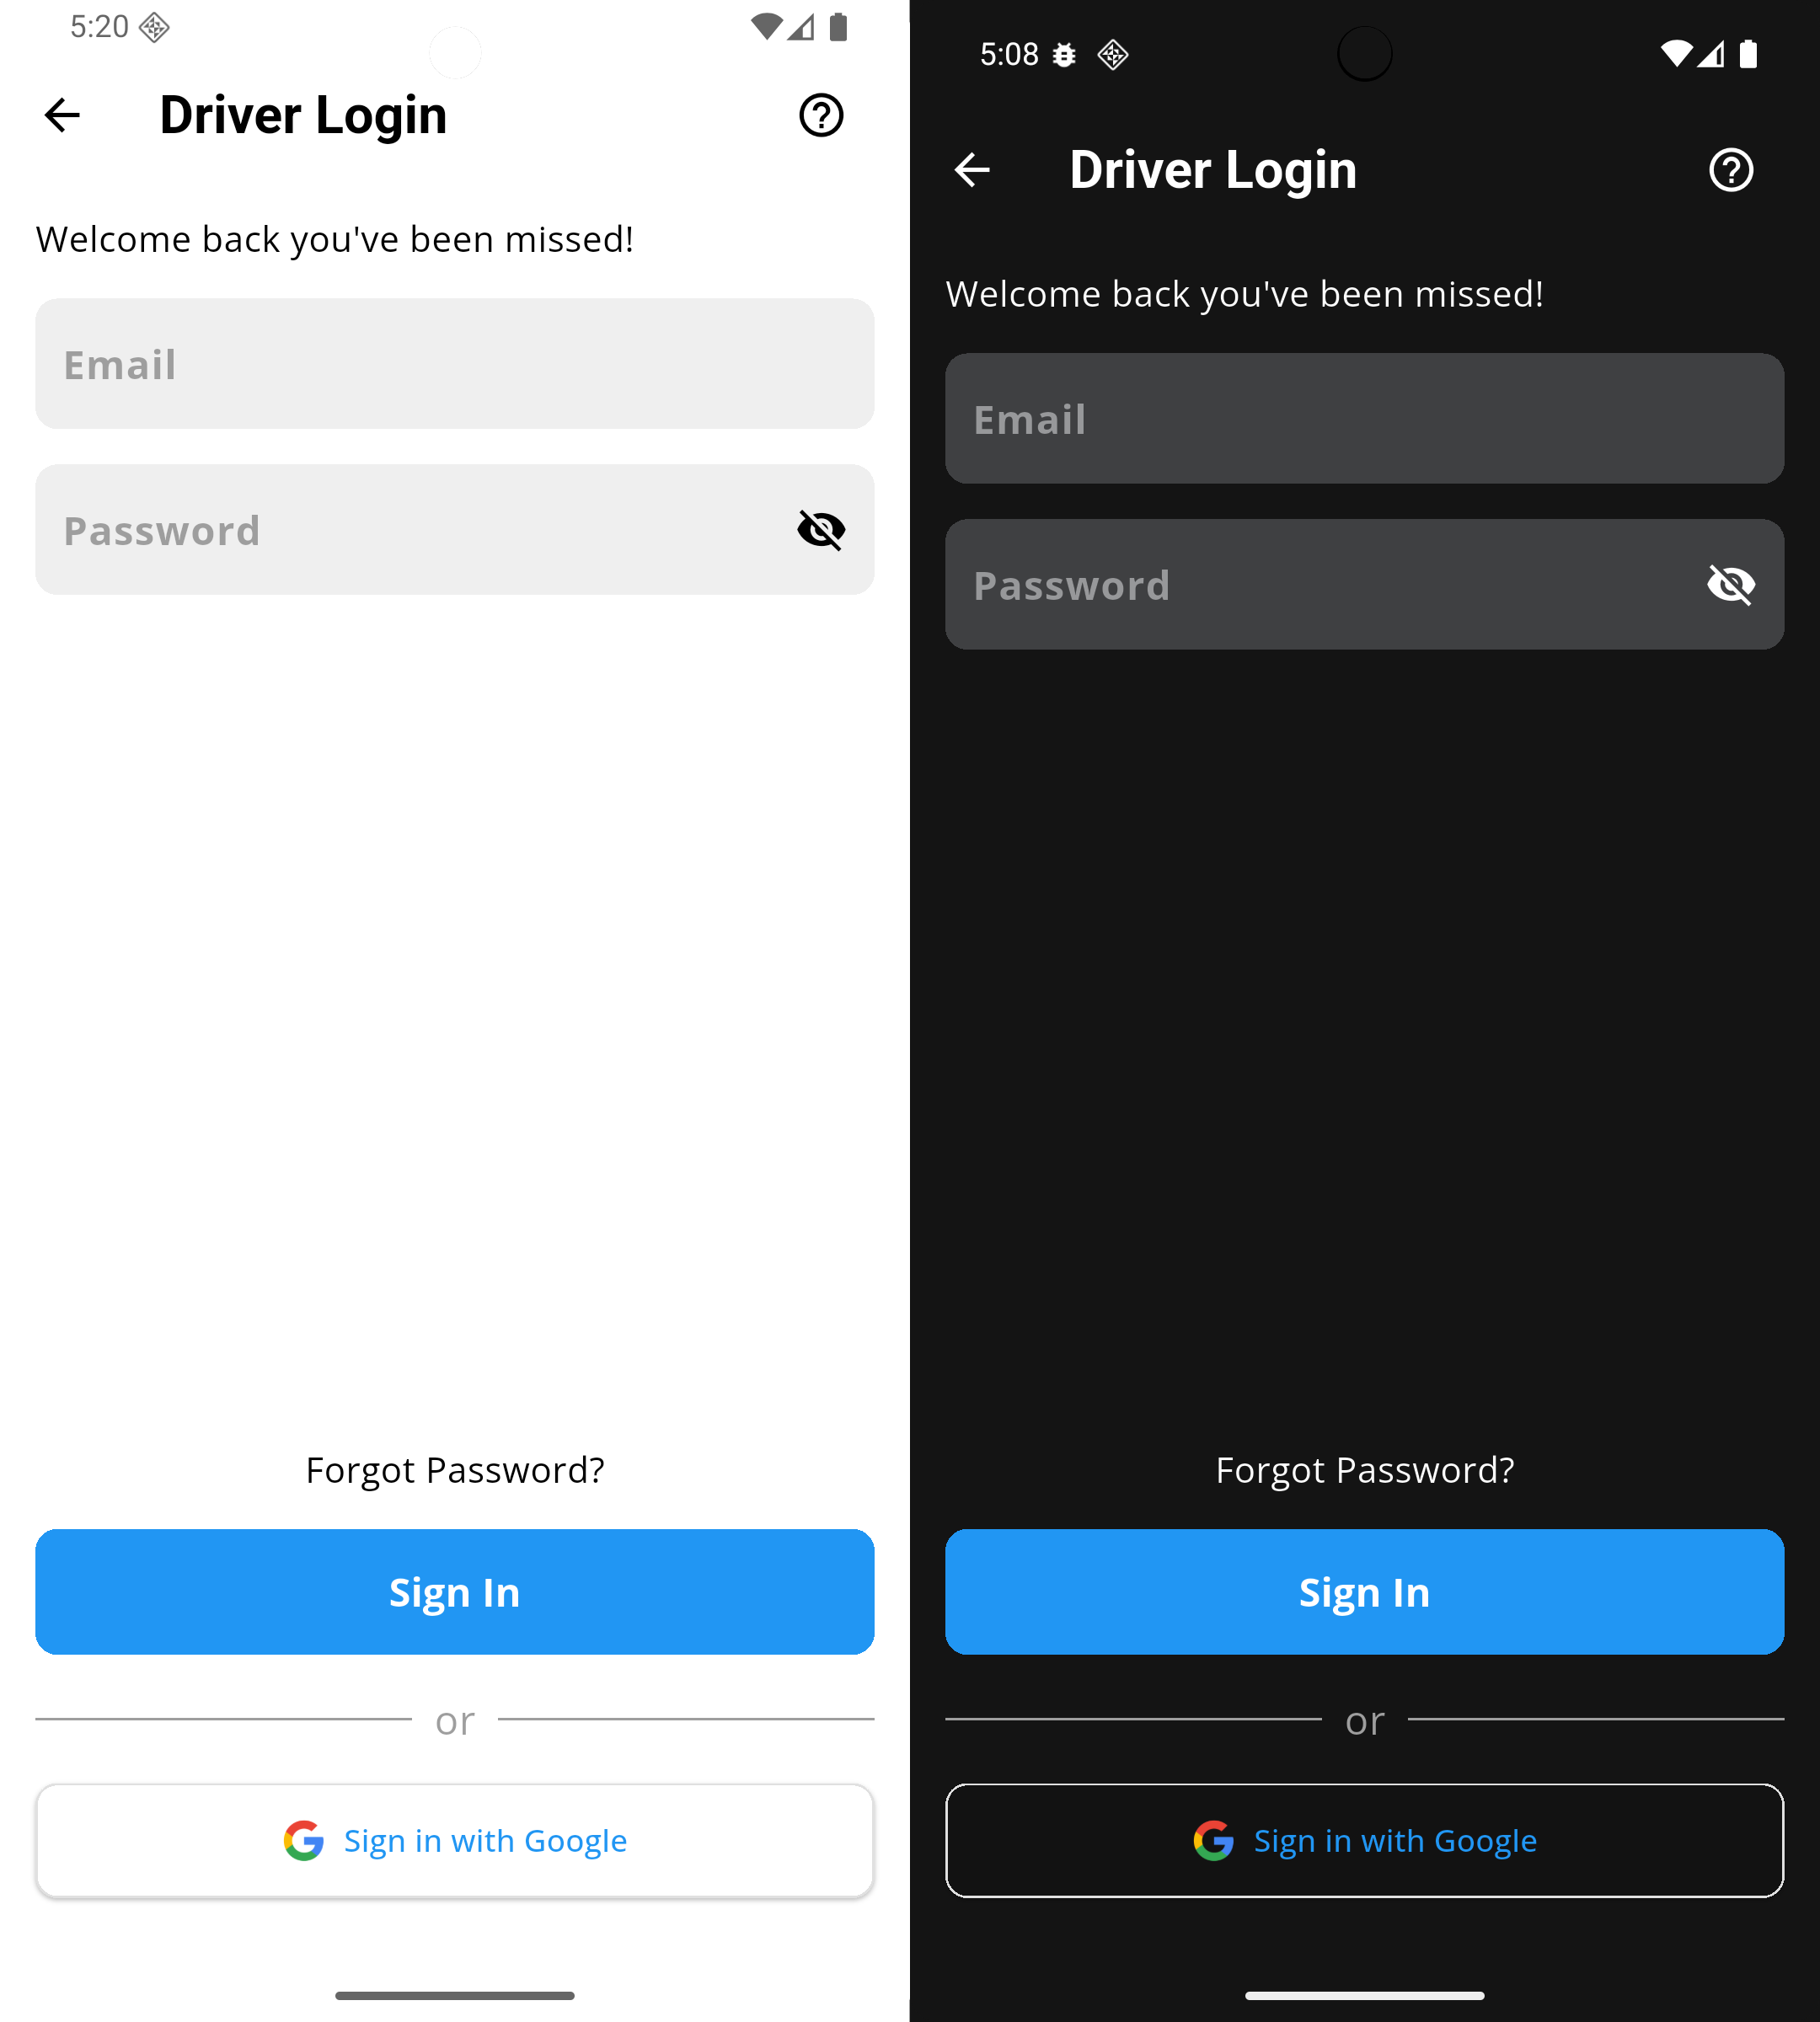 5:20
Driver Login
Welcome back you've been missed!
Email
Password
Forgot Password?
Sign In
or
Sign in with Google
5:08
Driver Login
Welcome back you've been missed!
Email
Password
Forgot Password?
Sign In
or
Sign in with Google